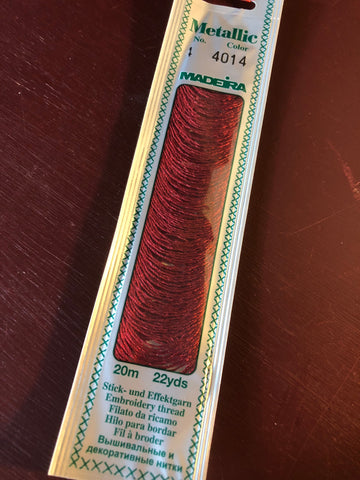 Metallic
No. Color
4 4014
MADEIRA
20m 22yds
Stick- und Effektgarn
Embroidery thread
Filato da ricamo
Hilo para bordar
Fil à broder
Вышивальные и
декоративные нитки